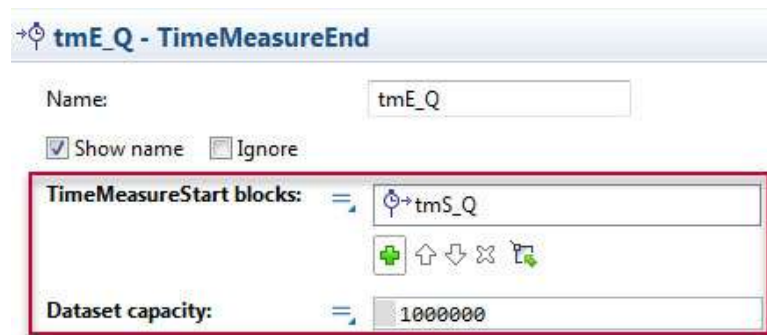 tmE_Q - TimeMeasureEnd
Name: tmE_Q
Show name Ignore
TimeMeasureStart blocks: tmS_Q
Dataset capacity: 1000000